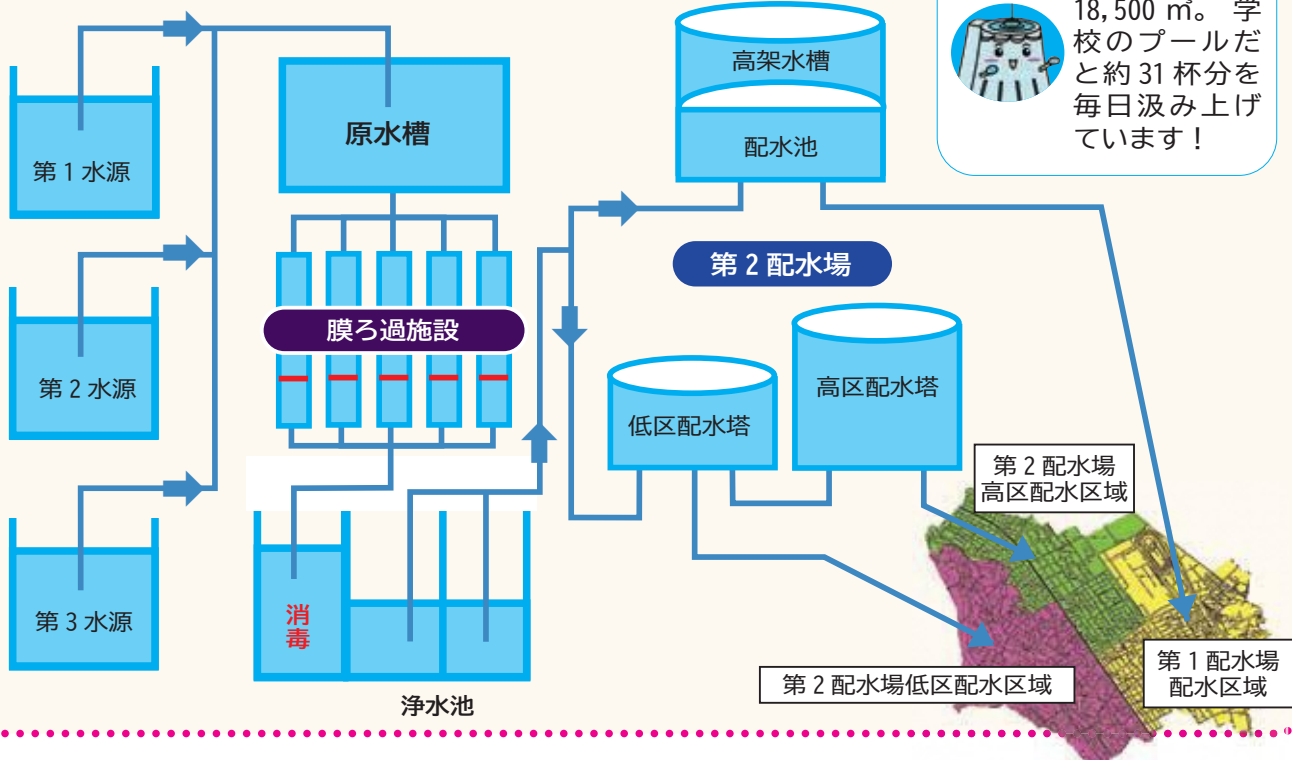 18,500 ㎥。 学
校のプールだ
と約 31 杯分を
毎日汲み上げ
ています！
高架水槽
配水池
原水槽
第 1 水源
第 2 配水場
膜ろ過施設
第 2 水源
高区配水塔
低区配水塔
第 2 配水場
高区配水区域
第 3 水源
消
毒
第 1 配水場
配水区域
第 2 配水場低区配水区域
浄水池